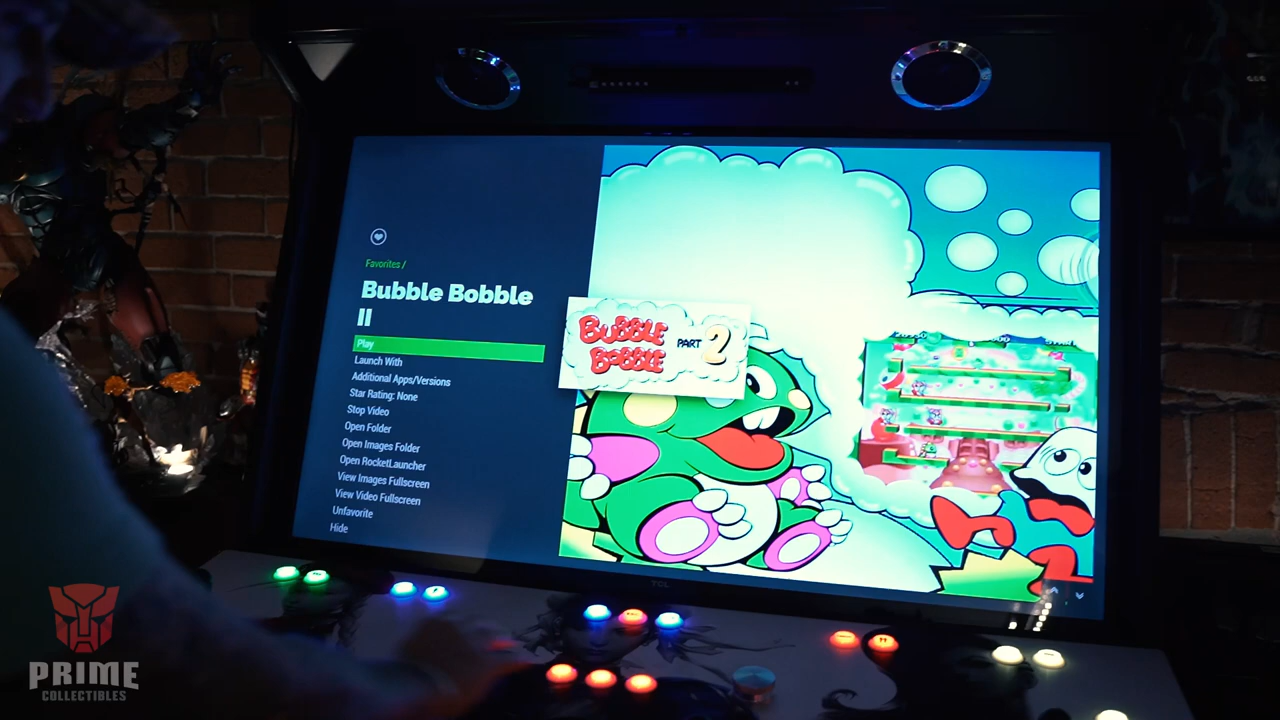 Favorites /
Bubble Bobble
II
Play
Launch With
Additional Apps/Versions
Star Rating: None
Stop Video
Open Folder
Open Images Folder
Open RocketLauncher
View Images Fullscreen
View Video Fullscreen
Unfavorite
Hide
BUBBLE
BOBBLE
PART 2
TCL
PRIME
COLLECTIBLES